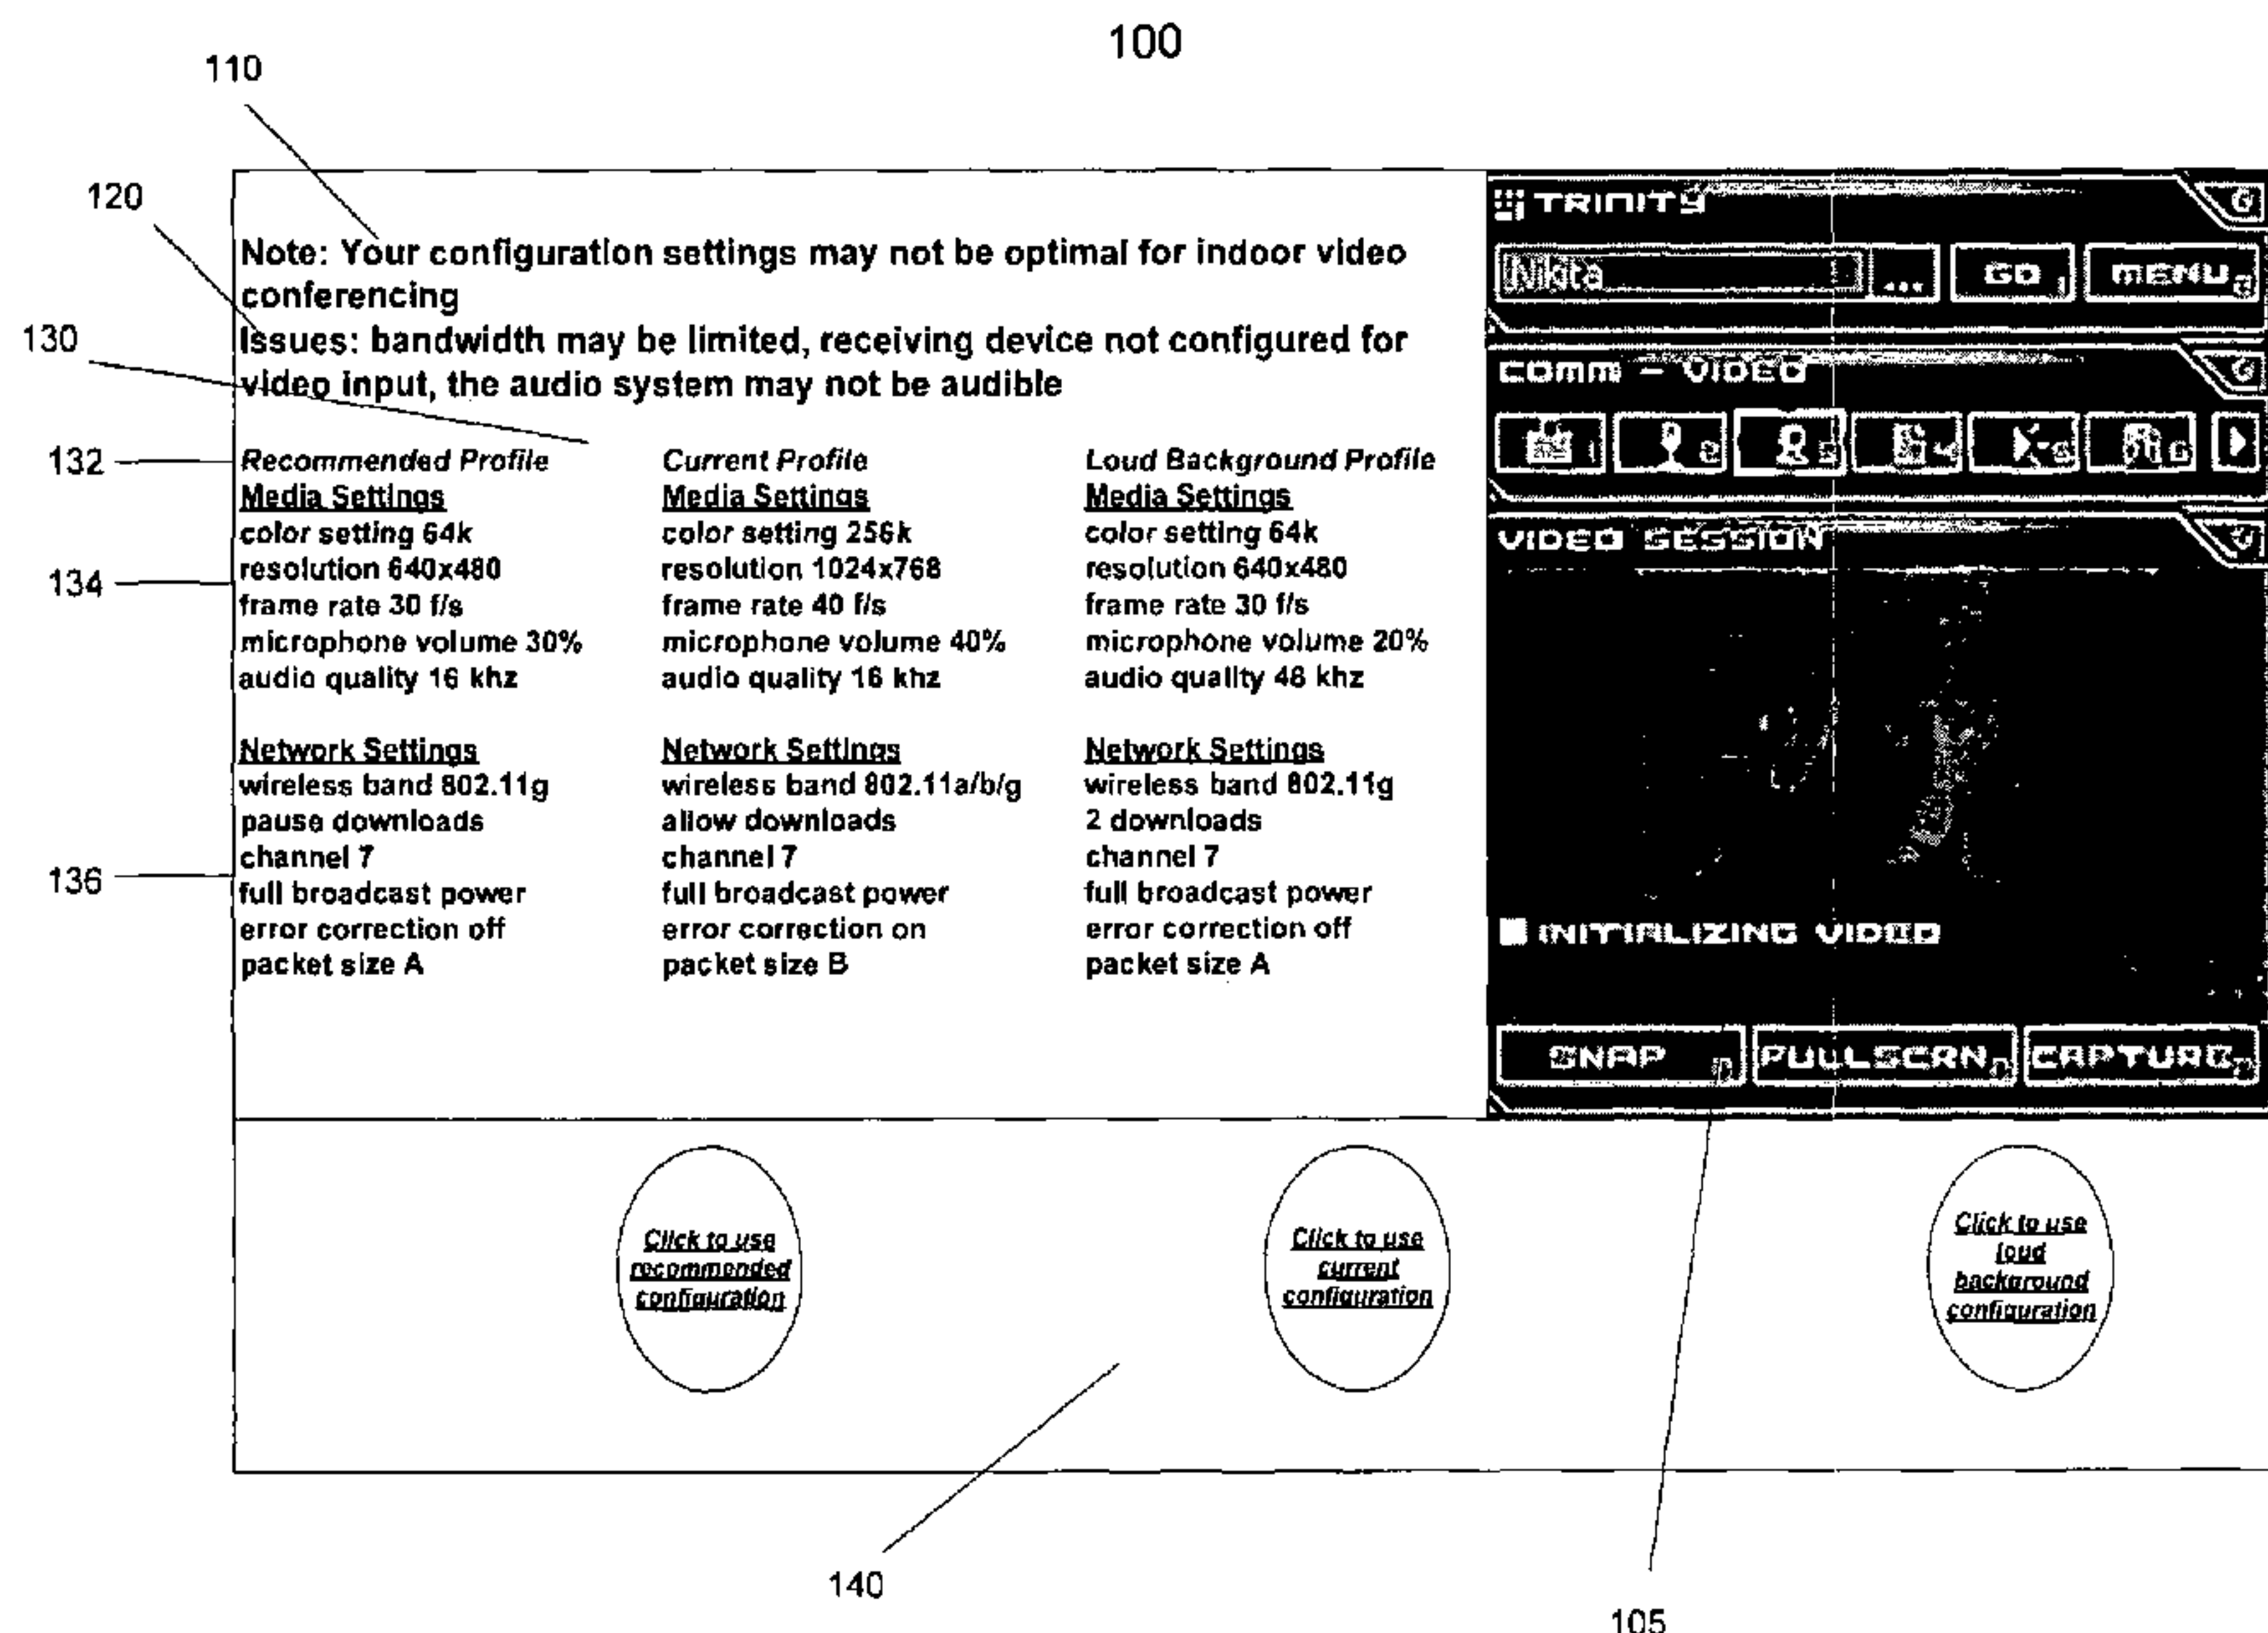 100
110
120
Note: Your configuration settings may not be optimal for indoor video
conferencing
Issues: bandwidth may be limited, receiving device not configured for
video input, the audio system may not be audible
130
132
Recommended Profile
Media Settings
color setting 64k
resolution 640x480
frame rate 30 f/s
microphone volume 30%
audio quality 16 khz
134
Network Settings
wireless band 802.11g
pause downloads
channel 7
full broadcast power
error correction off
packet size A
136
Current Profile
Media Settings
color setting 256k
resolution 1024x768
frame rate 40 f/s
microphone volume 40%
audio quality 16 khz
Network Settings
wireless band 802.11a/b/g
allow downloads
channel 7
full broadcast power
error correction on
packet size B
Loud Background Profile
Media Settings
color setting 64k
resolution 640x480
frame rate 30 f/s
microphone volume 20%
audio quality 48 khz
Network Settings
wireless band 802.11g
2 downloads
channel 7
full broadcast power
error correction off
packet size A
TRINITY
Nikita
...
GO
MENU
COMM - VIDEO
VIDEO SESSION
INITIALIZING VIDEO
SNAP
FULLSCRN
CAPTURE
Click to use
recommended
configuration
Click to use
current
configuration
Click to use
loud
background
configuration
140
105